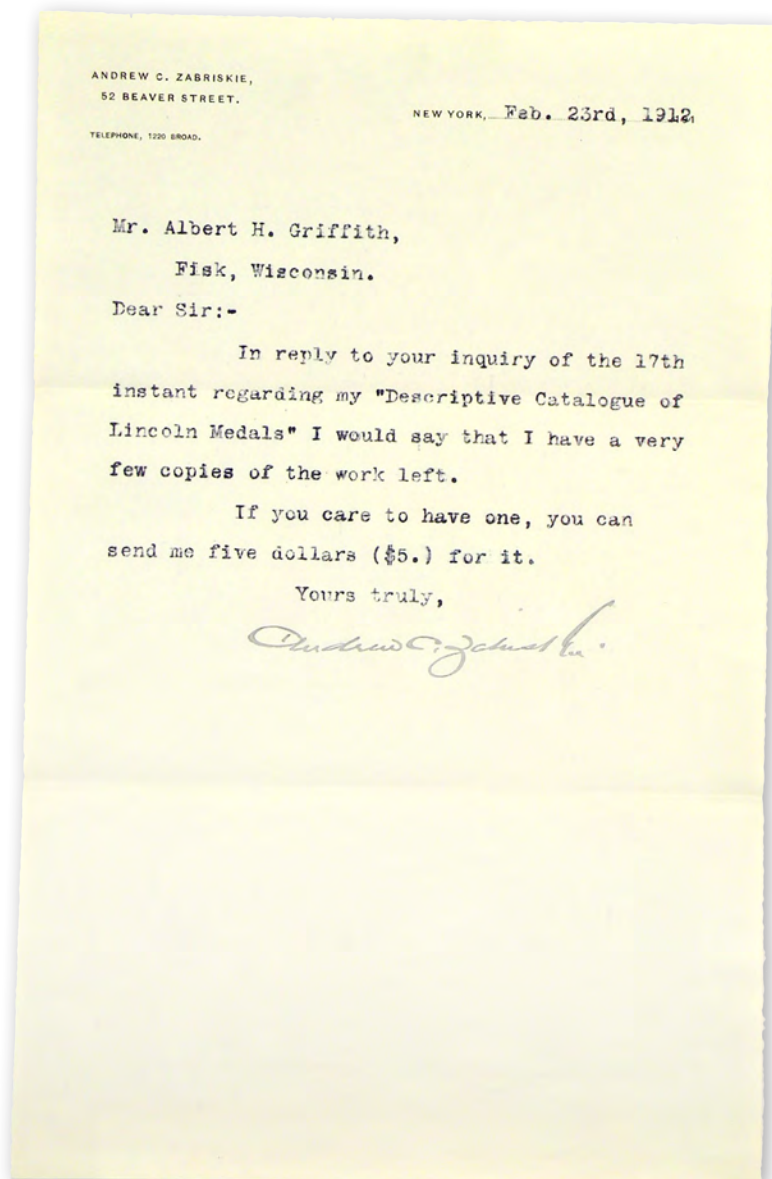 ANDREW C. ZABRISKIE,
52 BEAVER STREET.
TELEPHONE, 1220 BROAD.
NEW YORK, Feb. 23rd, 1912
Mr. Albert H. Griffith,
Fisk, Wisconsin.
Dear Sir:-
In reply to your inquiry of the 17th
instant regarding my "Descriptive Catalogue of
Lincoln Medals" I would say that I have a very
few copies of the work left.
If you care to have one, you can
send me five dollars ($5.) for it.
Yours truly,
Andrew C. Zabriskie.